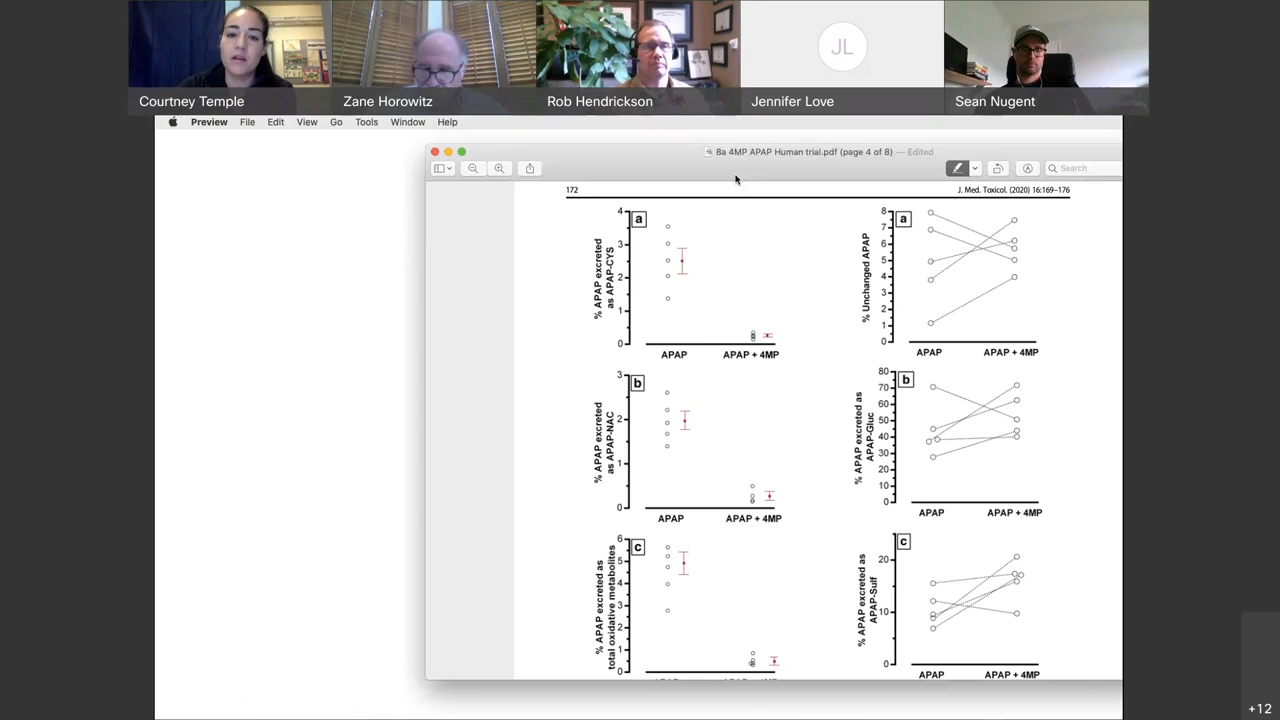 Courtney Temple
Zane Horowitz
Rob Hendrickson
JL
Jennifer Love
Sean Nugent
Preview File Edit View Go Tools Window Help
8a 4MP APAP Human trial.pdf (page 4 of 8) — Edited
Search
172
J. Med. Toxicol. (2020) 16:169–176
a
% APAP excreted
as APAP-CYS
4
3
2
1
0
APAP APAP + 4MP
a
% Unchanged APAP
8
7
6
5
4
3
2
1
0
APAP APAP + 4MP
b
% APAP excreted
as APAP-NAC
3
2
1
0
APAP APAP + 4MP
b
% APAP excreted as
APAP-Gluc
80
70
60
50
40
30
20
10
0
APAP APAP + 4MP
c
% APAP excreted as
total oxidative metabolites
6
5
4
3
2
1
0
c
% APAP excreted as
APAP-Sulf
20
10
0
APAP APAP + 4MP
+12